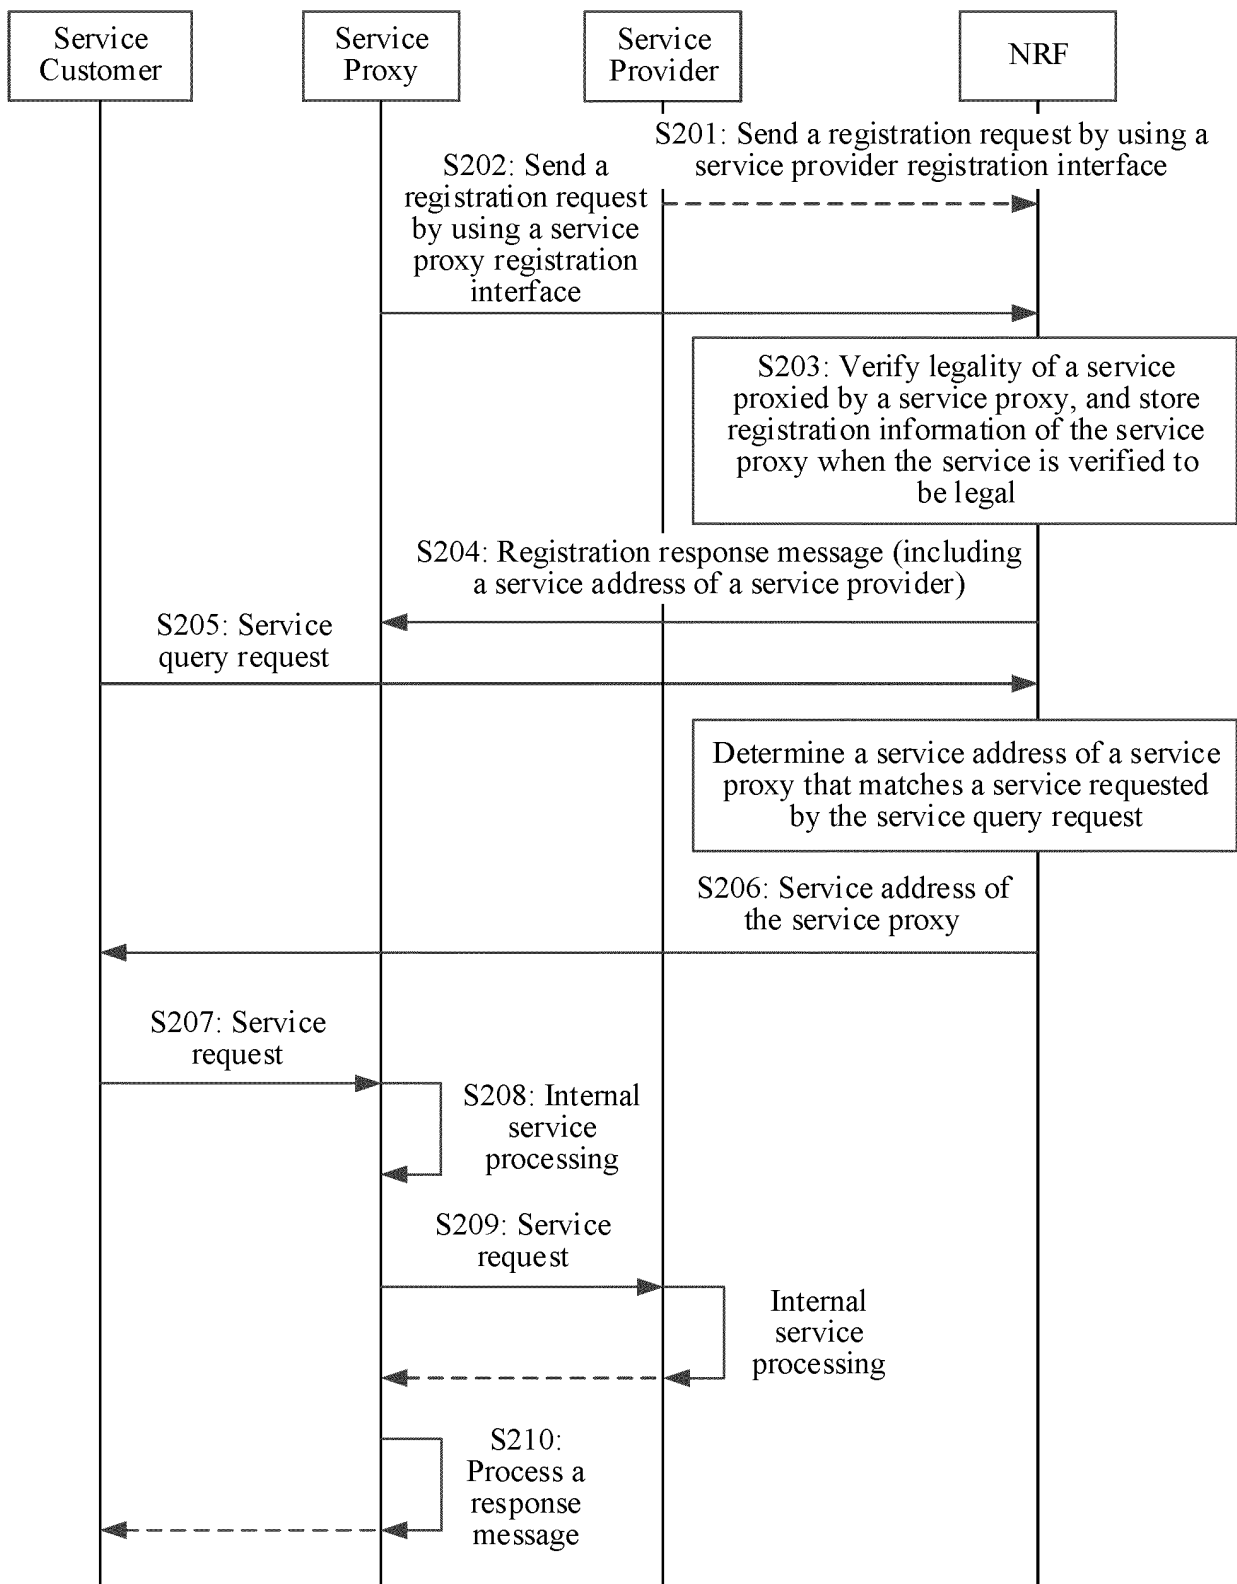 Service
Customer
Service
Proxy
Service
Provider
NRF
S201: Send a registration request by using a
service provider registration interface
S202: Send a
registration request
by using a service
proxy registration
interface
S203: Verify legality of a service
proxied by a service proxy, and store
registration information of the service
proxy when the service is verified to
be legal
S204: Registration response message (including
a service address of a service provider)
S205: Service
query request
Determine a service address of a service
proxy that matches a service requested
by the service query request
S206: Service address of
the service proxy
S207: Service
request
S208: Internal
service
processing
S209: Service
request
Internal
service
processing
S210:
Process a
response
message